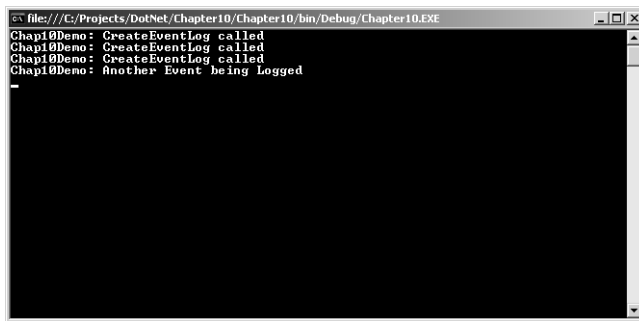 file:///C:/Projects/DotNet/Chapter10/Chapter10/bin/Debug/Chapter10.EXE
Chap10Demo: CreateEventLog called
Chap10Demo: CreateEventLog called
Chap10Demo: CreateEventLog called
Chap10Demo: Another Event being Logged